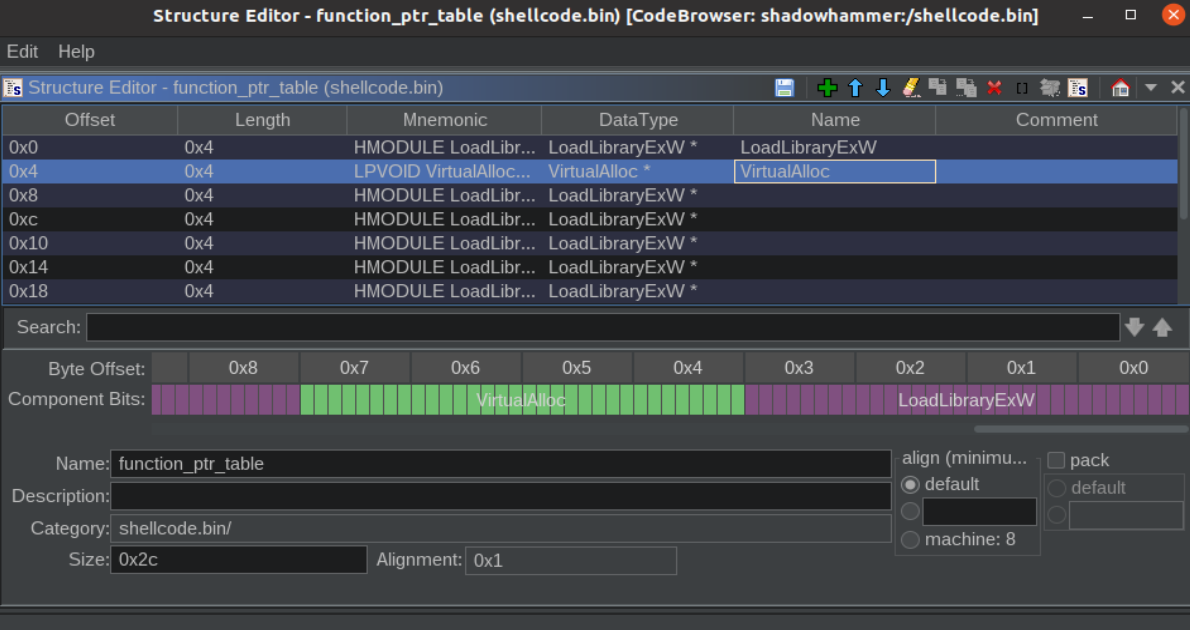 Structure Editor - function_ptr_table (shellcode.bin) [CodeBrowser: shadowhammer:/shellcode.bin]
Edit Help
Structure Editor - function_ptr_table (shellcode.bin)
Offset Length Mnemonic DataType Name Comment
0x0 0x4 HMODULE LoadLibr... LoadLibraryExW * LoadLibraryExW
0x4 0x4 LPVOID VirtualAlloc... VirtualAlloc * VirtualAlloc
0x8 0x4 HMODULE LoadLibr... LoadLibraryExW *
0xc 0x4 HMODULE LoadLibr... LoadLibraryExW *
0x10 0x4 HMODULE LoadLibr... LoadLibraryExW *
0x14 0x4 HMODULE LoadLibr... LoadLibraryExW *
0x18 0x4 HMODULE LoadLibr... LoadLibraryExW *
Search:
Byte Offset: 0x8 0x7 0x6 0x5 0x4 0x3 0x2 0x1 0x0
Component Bits: VirtualAlloc LoadLibraryExW
Name: function_ptr_table align (minimu... pack
default default
Description:
Category: shellcode.bin/
machine: 8
Size: 0x2c Alignment: 0x1